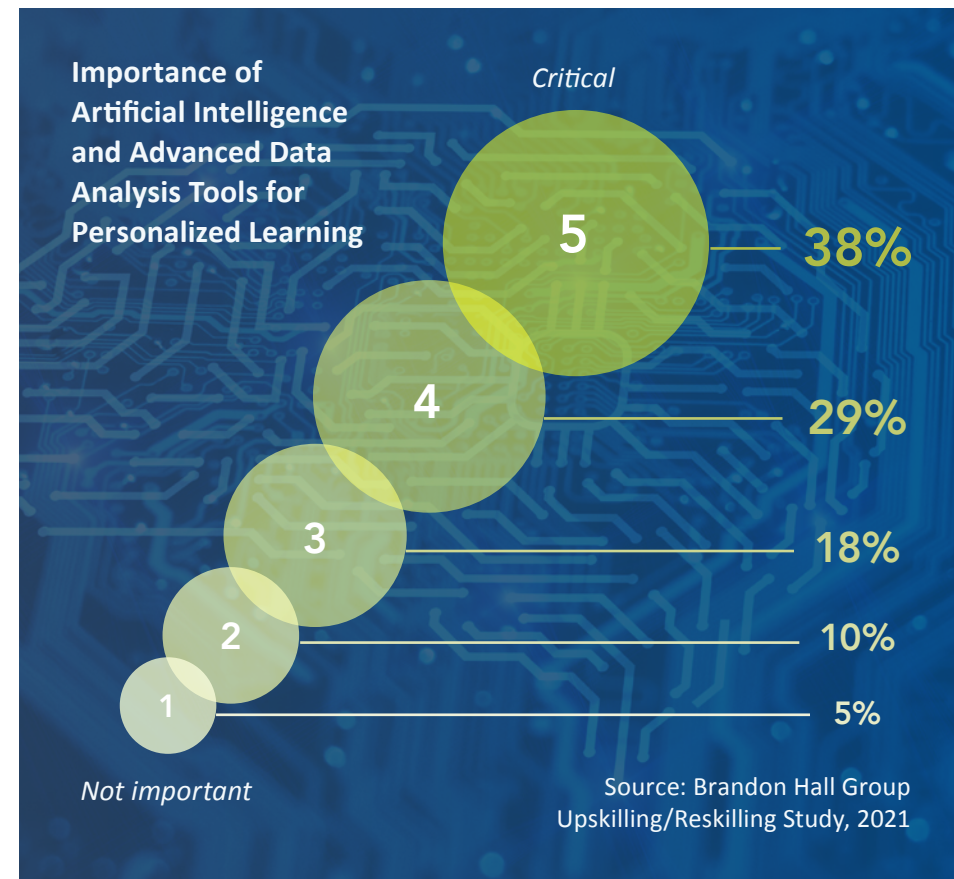 Importance of
Artificial Intelligence
and Advanced Data
Analysis Tools for
Personalized Learning
Critical
5
38%
4
29%
3
18%
2
10%
1
5%
Not important
Source: Brandon Hall Group
Upskilling/Reskilling Study, 2021